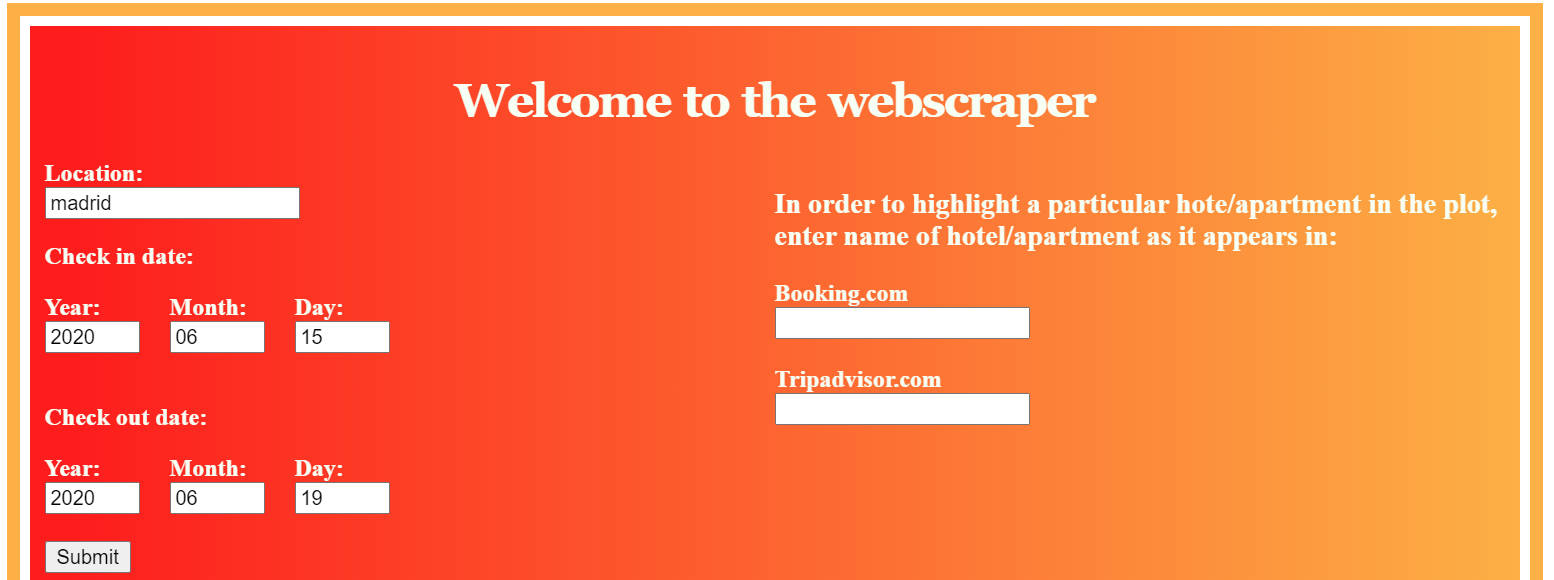 Welcome to the webscraper
Location:
madrid
Check in date:
Year: Month: Day:
2020 06 15
Check out date:
Year: Month: Day:
2020 06 19
Submit
In order to highlight a particular hote/apartment in the plot,
enter name of hotel/apartment as it appears in:
Booking.com
Tripadvisor.com